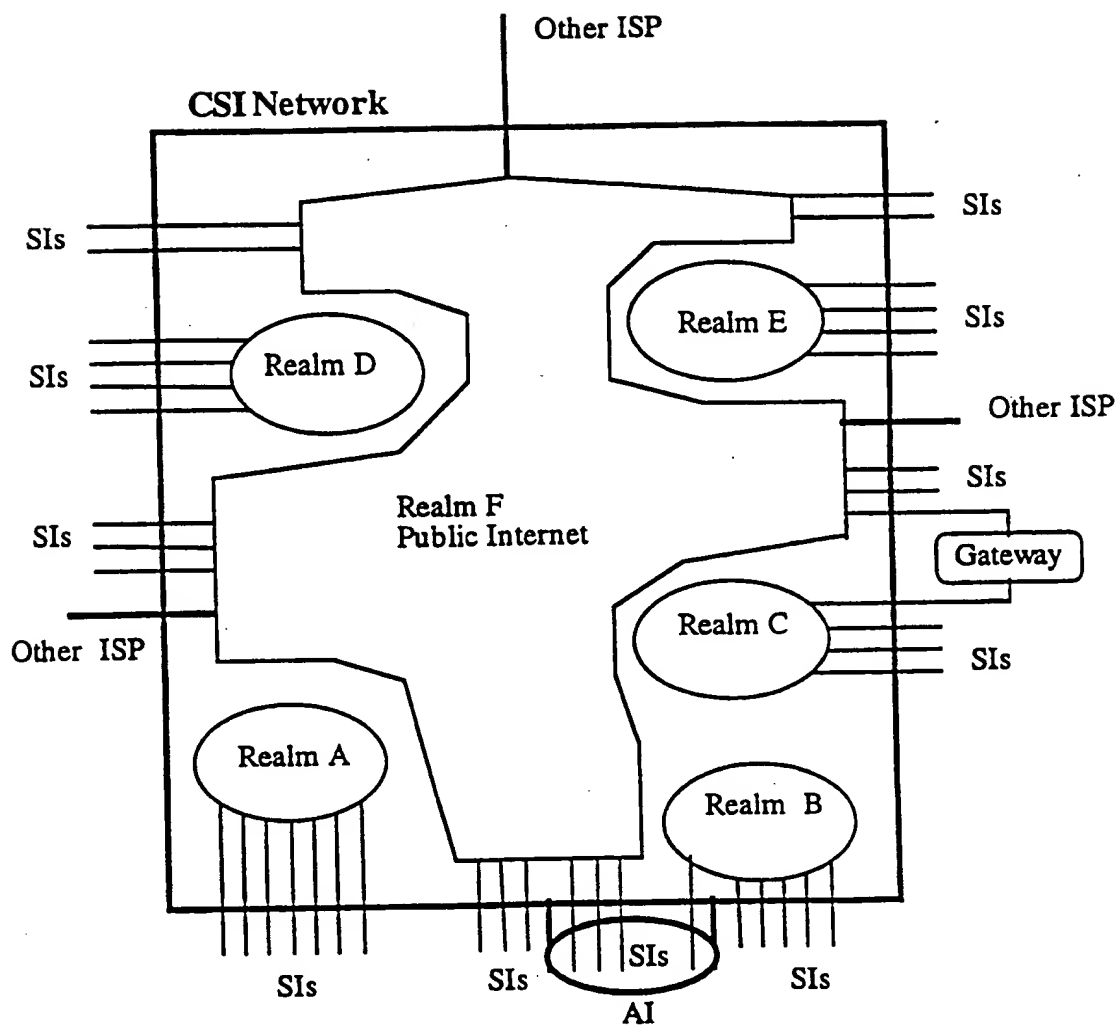 Other ISP
CSI Network
SIs
SIs
Realm E
SIs
Realm D
SIs
Other ISP
SIs
Realm F
Public Internet
SIs
Gateway
Realm C
Other ISP
SIs
Realm A
Realm B
SIs
SIs
SIs
SIs
AI